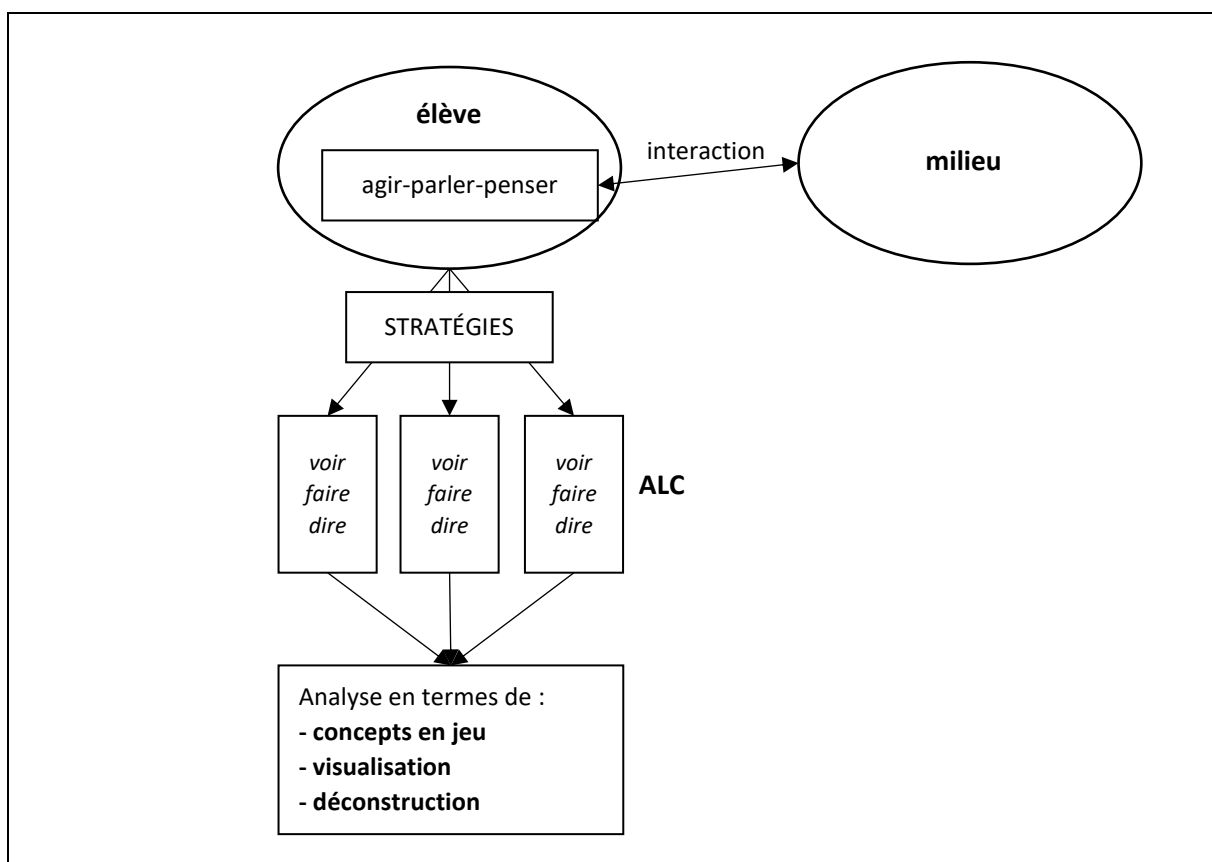 élève
interaction
milieu
agir-parler-penser
STRATÉGIES
voir
faire
dire
voir
faire
dire
voir
faire
dire
ALC
Analyse en termes de :
- concepts en jeu
- visualisation
- déconstruction